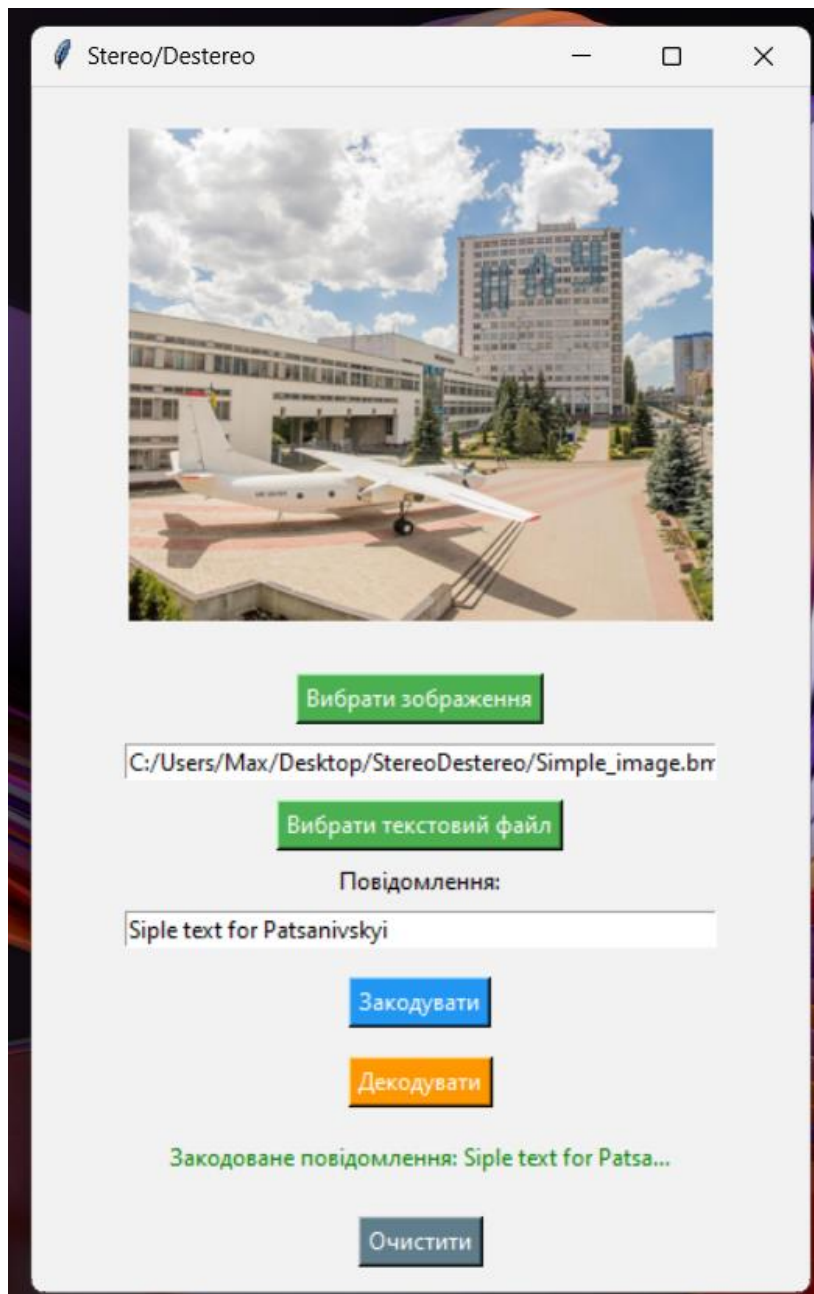 Stereo/Destereo
НАУ
Вибрати зображення
C:/Users/Max/Desktop/StereoDestereo/Simple_image.bm
Вибрати текстовий файл
Повідомлення:
Siple text for Patsanivskyi
Закодувати
Декодувати
Закодоване повідомлення: Siple text for Patsa...
Очистити